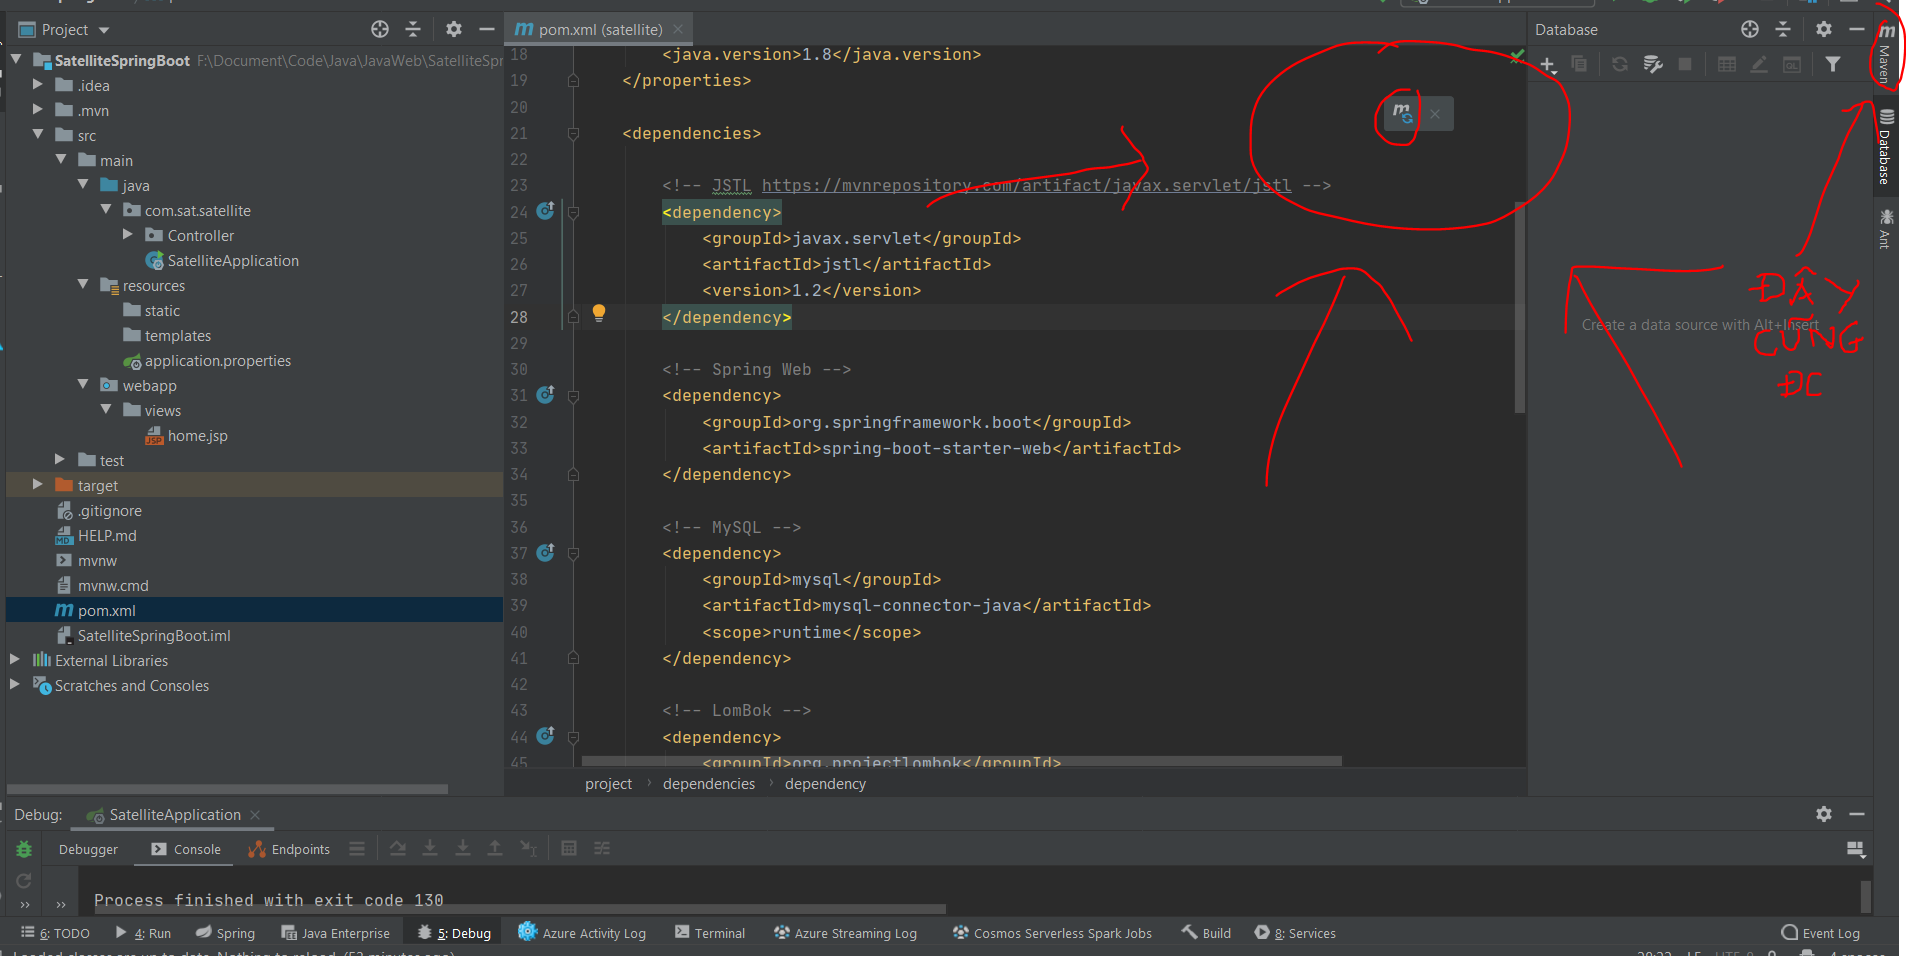 Project
pom.xml (satellite)
Database
Maven
Database
Ant
SatelliteSpringBoot F:\Document\Code\Java\JavaWeb\SatelliteSpr
.idea
.mvn
src
main
java
com.sat.satellite
Controller
SatelliteApplication
resources
static
templates
application.properties
webapp
views
home.jsp
test
target
.gitignore
HELP.md
mvnw
mvnw.cmd
pom.xml
SatelliteSpringBoot.iml
External Libraries
Scratches and Consoles
18 <java.version>1.8</java.version>
19 </properties>
20
21 <dependencies>
22
23 <!-- JSTL https://mvnrepository.com/artifact/javax.servlet/jstl -->
24 <dependency>
25 <groupId>javax.servlet</groupId>
26 <artifactId>jstl</artifactId>
27 <version>1.2</version>
28 </dependency>
29
30 <!-- Spring Web -->
31 <dependency>
32 <groupId>org.springframework.boot</groupId>
33 <artifactId>spring-boot-starter-web</artifactId>
34 </dependency>
35
36 <!-- MySQL -->
37 <dependency>
38 <groupId>mysql</groupId>
39 <artifactId>mysql-connector-java</artifactId>
40 <scope>runtime</scope>
41 </dependency>
42
43 <!-- LomBok -->
44 <dependency>
45 <groupId>org.projectlombok</groupId>
project › dependencies › dependency
Create a data source with Alt+Insert
ĐÂY
CŨNG
ĐC
Debug: SatelliteApplication
Debugger Console Endpoints
Process finished with exit code 130
6: TODO 4: Run Spring Java Enterprise 5: Debug Azure Activity Log Terminal Azure Streaming Log Cosmos Serverless Spark Jobs Build 8: Services Event Log